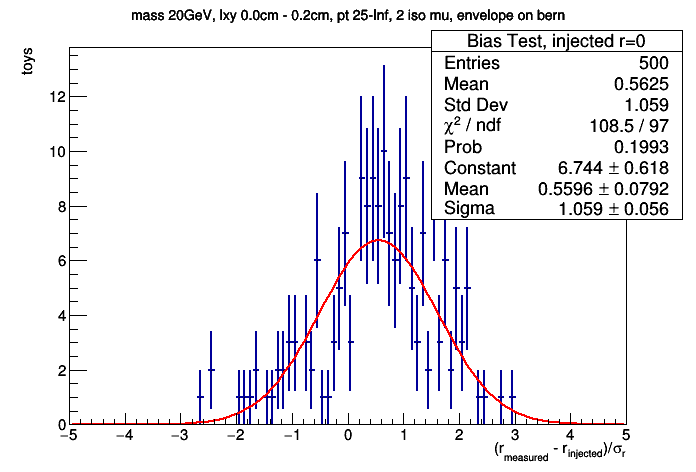 mass 20GeV, lxy 0.0cm - 0.2cm, pt 25-Inf, 2 iso mu, envelope on bern
Bias Test, injected r=0
Entries 500
Mean 0.5625
Std Dev 1.059
χ² / ndf 108.5 / 97
Prob 0.1993
Constant 6.744 ± 0.618
Mean 0.5596 ± 0.0792
Sigma 1.059 ± 0.056
toys
12
10
8
6
4
2
0
−5 −4 −3 −2 −1 0 1 2 3 4 5
(r_measured - r_injected)/σ_r